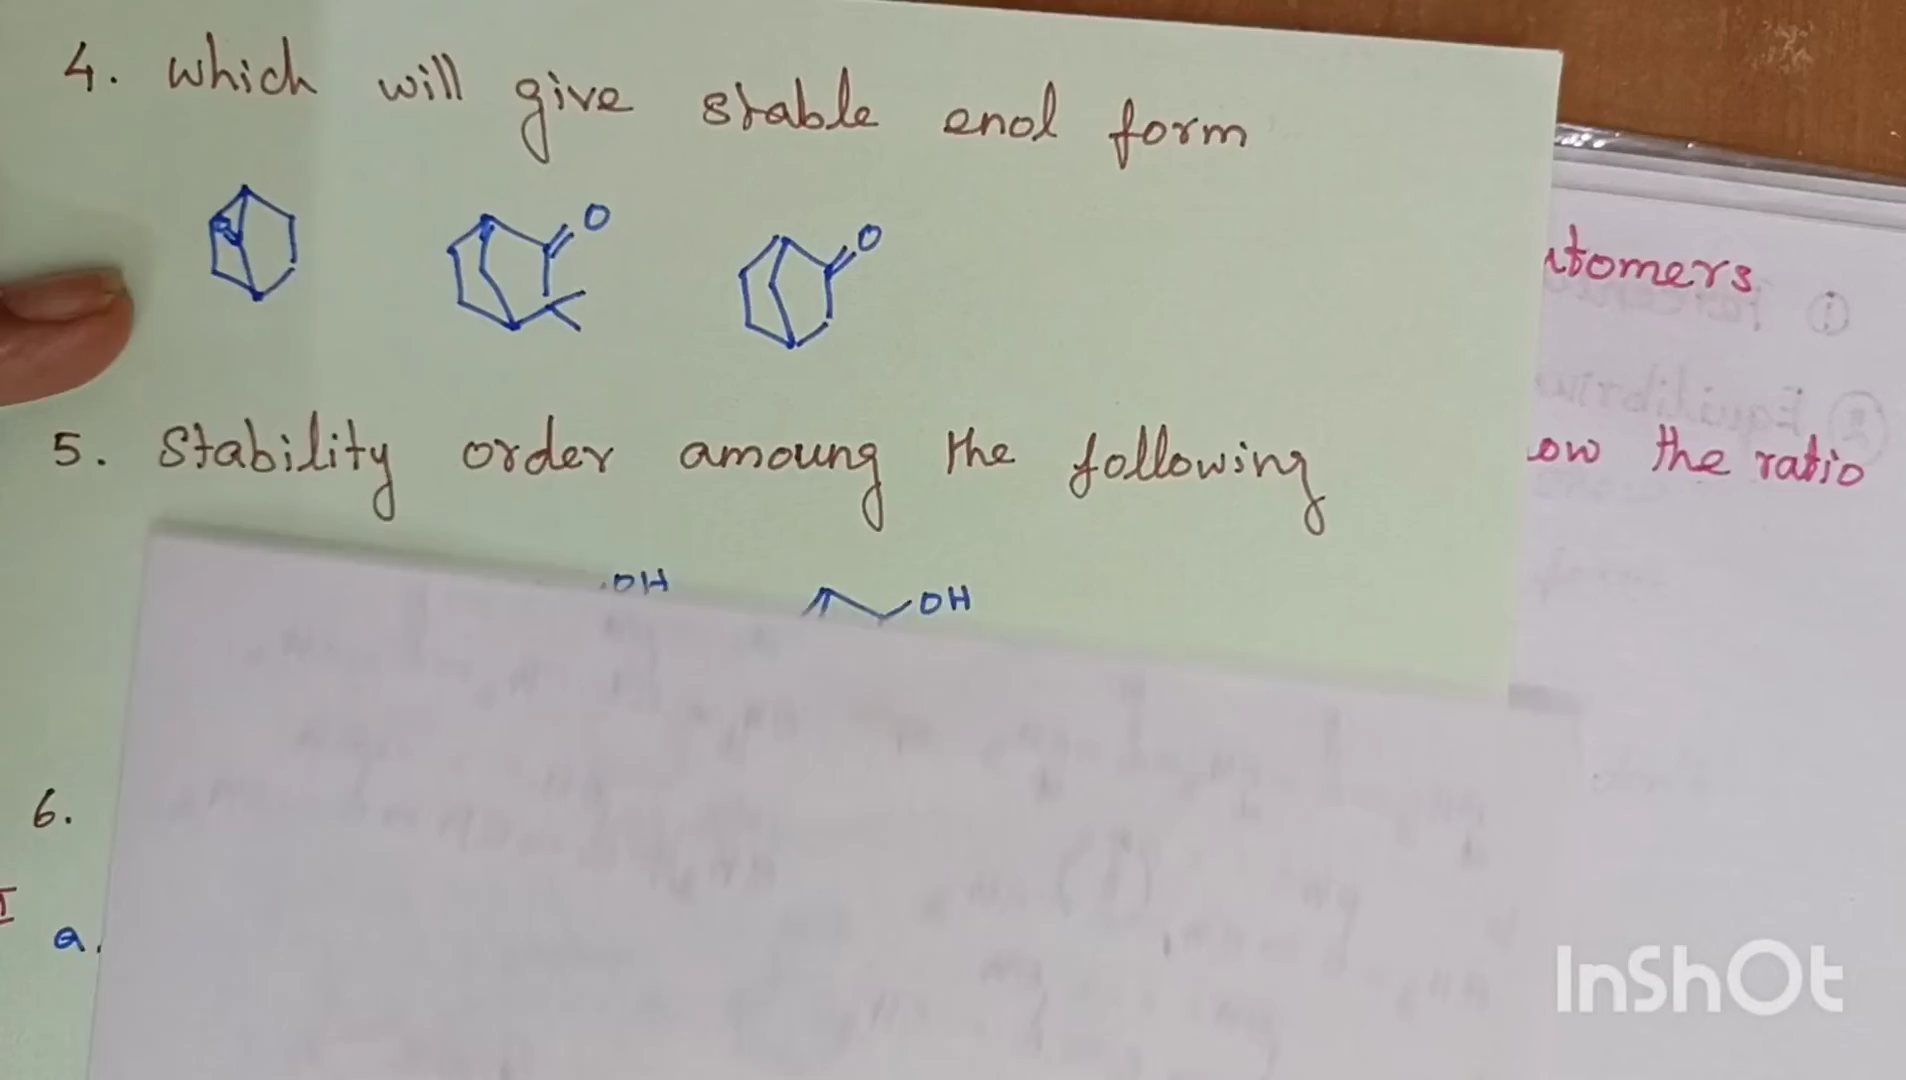 4. which will give stable enol form
O
O
5. Stability order amoung the following
OH
OH
6.
a.
tomers
ow the ratio
InShOt